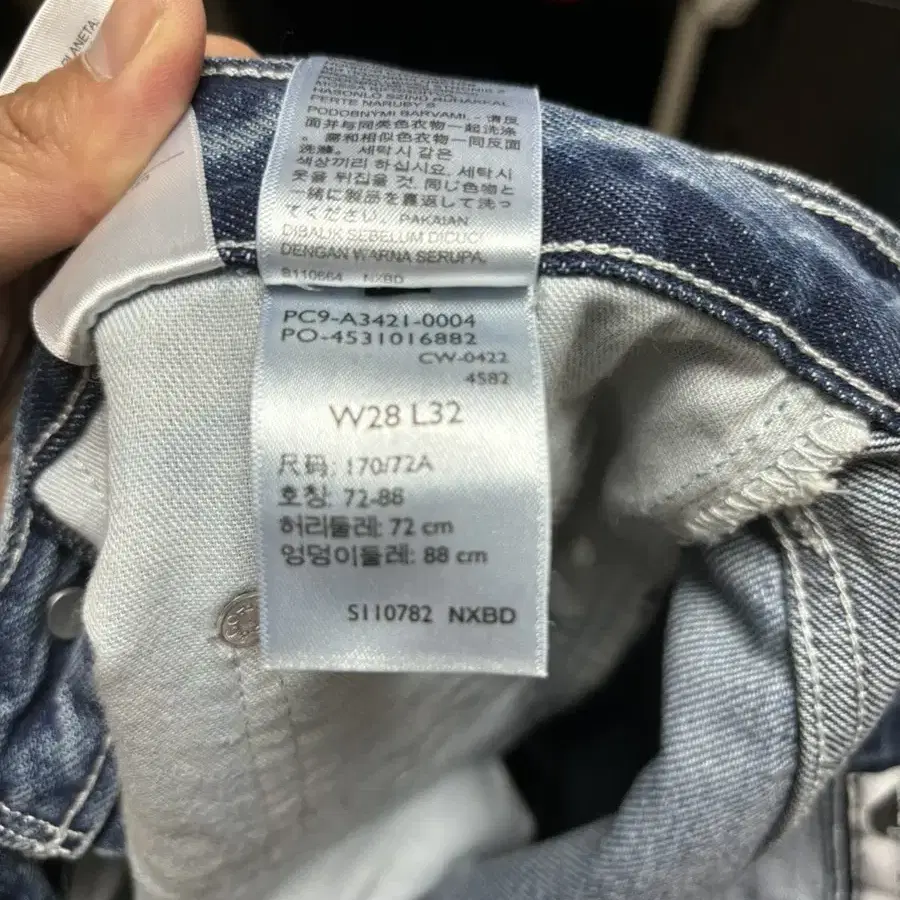 PLANETA.
HASONLÓ SZÍNŰ RUHÁKKAL
PERTE NARUBY S
PODOBNÝMI BARVAMI. - 请反
面并与同类色衣物一起洗涤
。 露和相似色衣物一同反面
洗滌。 세탁시 같은
색상끼리 하십시요. 세탁시
옷을 뒤집을 것. 同じ色物と
一緒に製品を裏返して洗っ
てください。 PAKAIAN
DIBALIK SEBELUM DICUCI
DENGAN WARNA SERUPA.
S110664 NXBD
PC9-A3421-0004
PO-4531016882
CW-0422
4582
W28 L32
尺码: 170/72A
호칭: 72-88
허리둘레: 72 cm
엉덩이둘레: 88 cm
S110782 NXBD